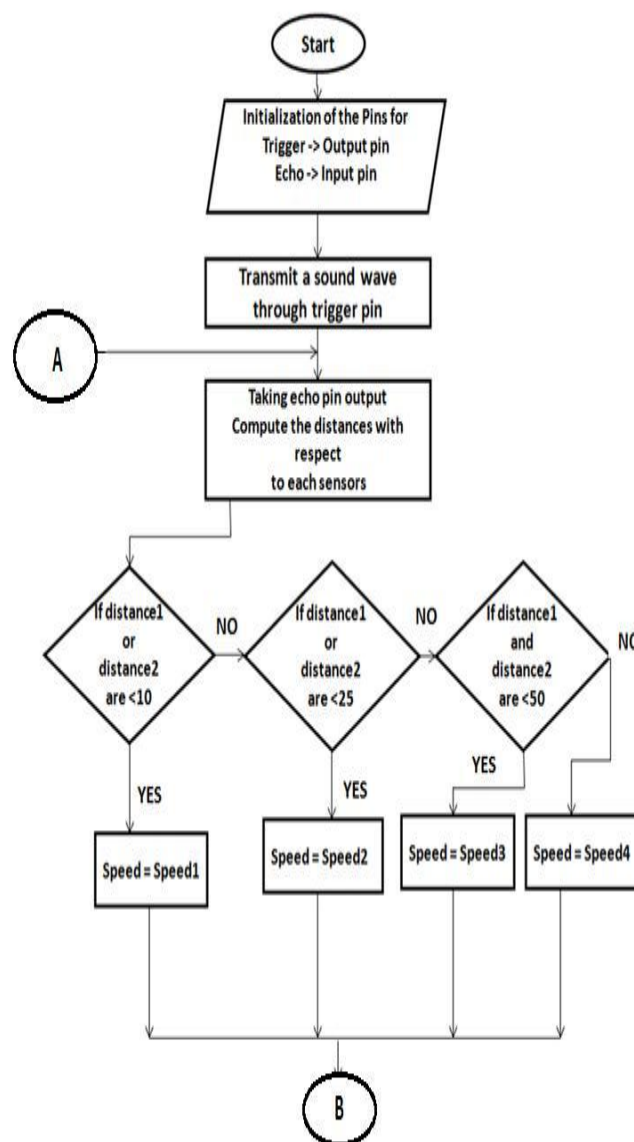 Start
Initialization of the Pins for
Trigger -> Output pin
Echo -> Input pin
Transmit a sound wave
through trigger pin
A
Taking echo pin output
Compute the distances with
respect
to each sensors
If distance1
or
distance2
are <10
NO
If distance1
or
distance2
are <25
NO
If distance1
and
distance2
are <50
NO
YES
YES
YES
Speed = Speed1
Speed = Speed2
Speed = Speed3
Speed = Speed4
B